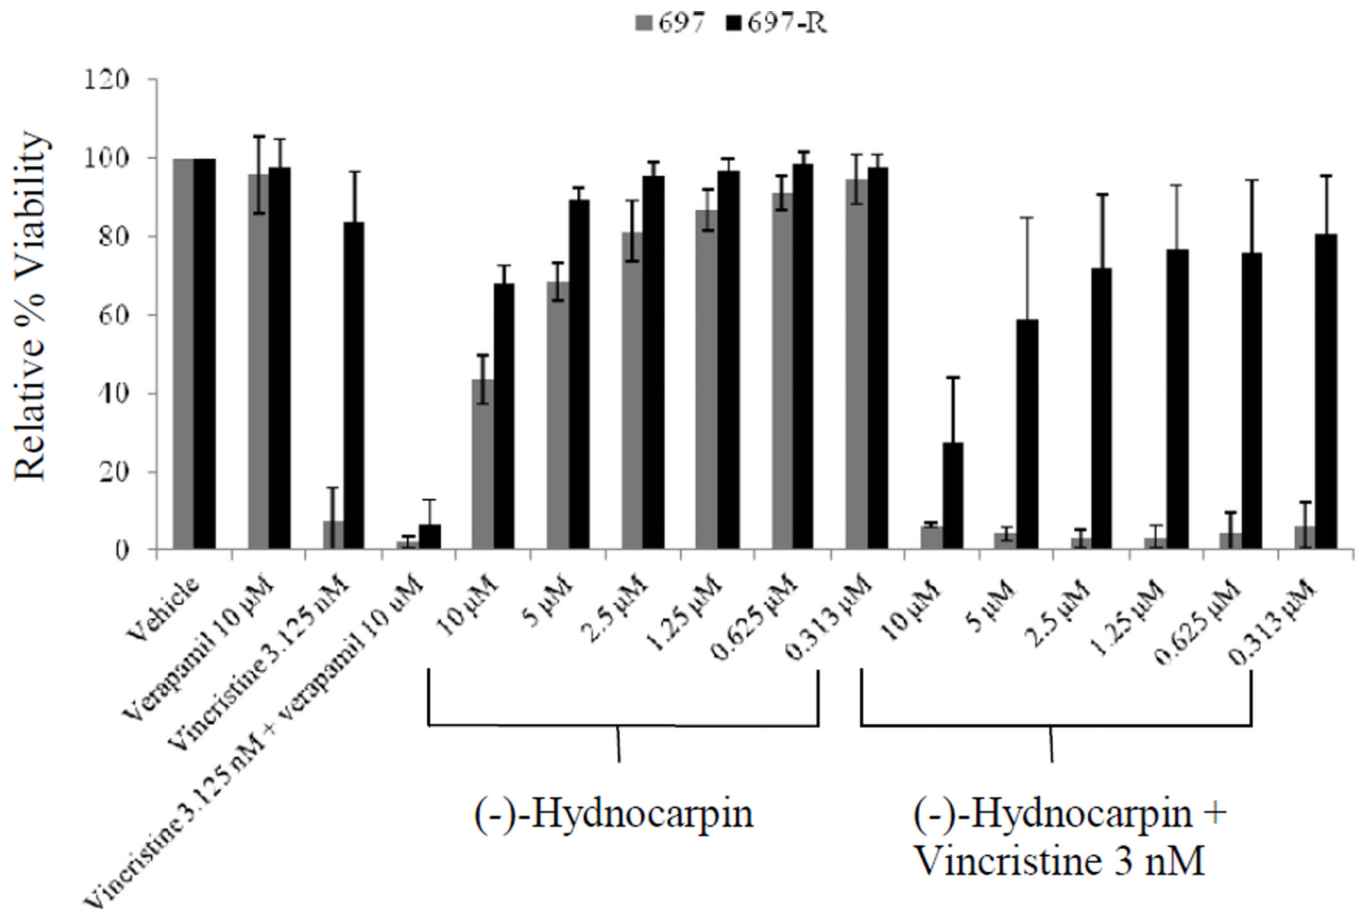 697 697-R
Relative % Viability
120
100
80
60
40
20
0
Vehicle
Verapamil 10 µM
Vincristine 3.125 nM
Vincristine 3.125 nM + verapamil 10 uM
10 µM
5 µM
2.5 µM
1.25 µM
0.625 µM
0.313 µM
10 µM
5 µM
2.5 µM
1.25 µM
0.625 µM
0.313 µM
(-)-Hydnocarpin
(-)-Hydnocarpin +
Vincristine 3 nM